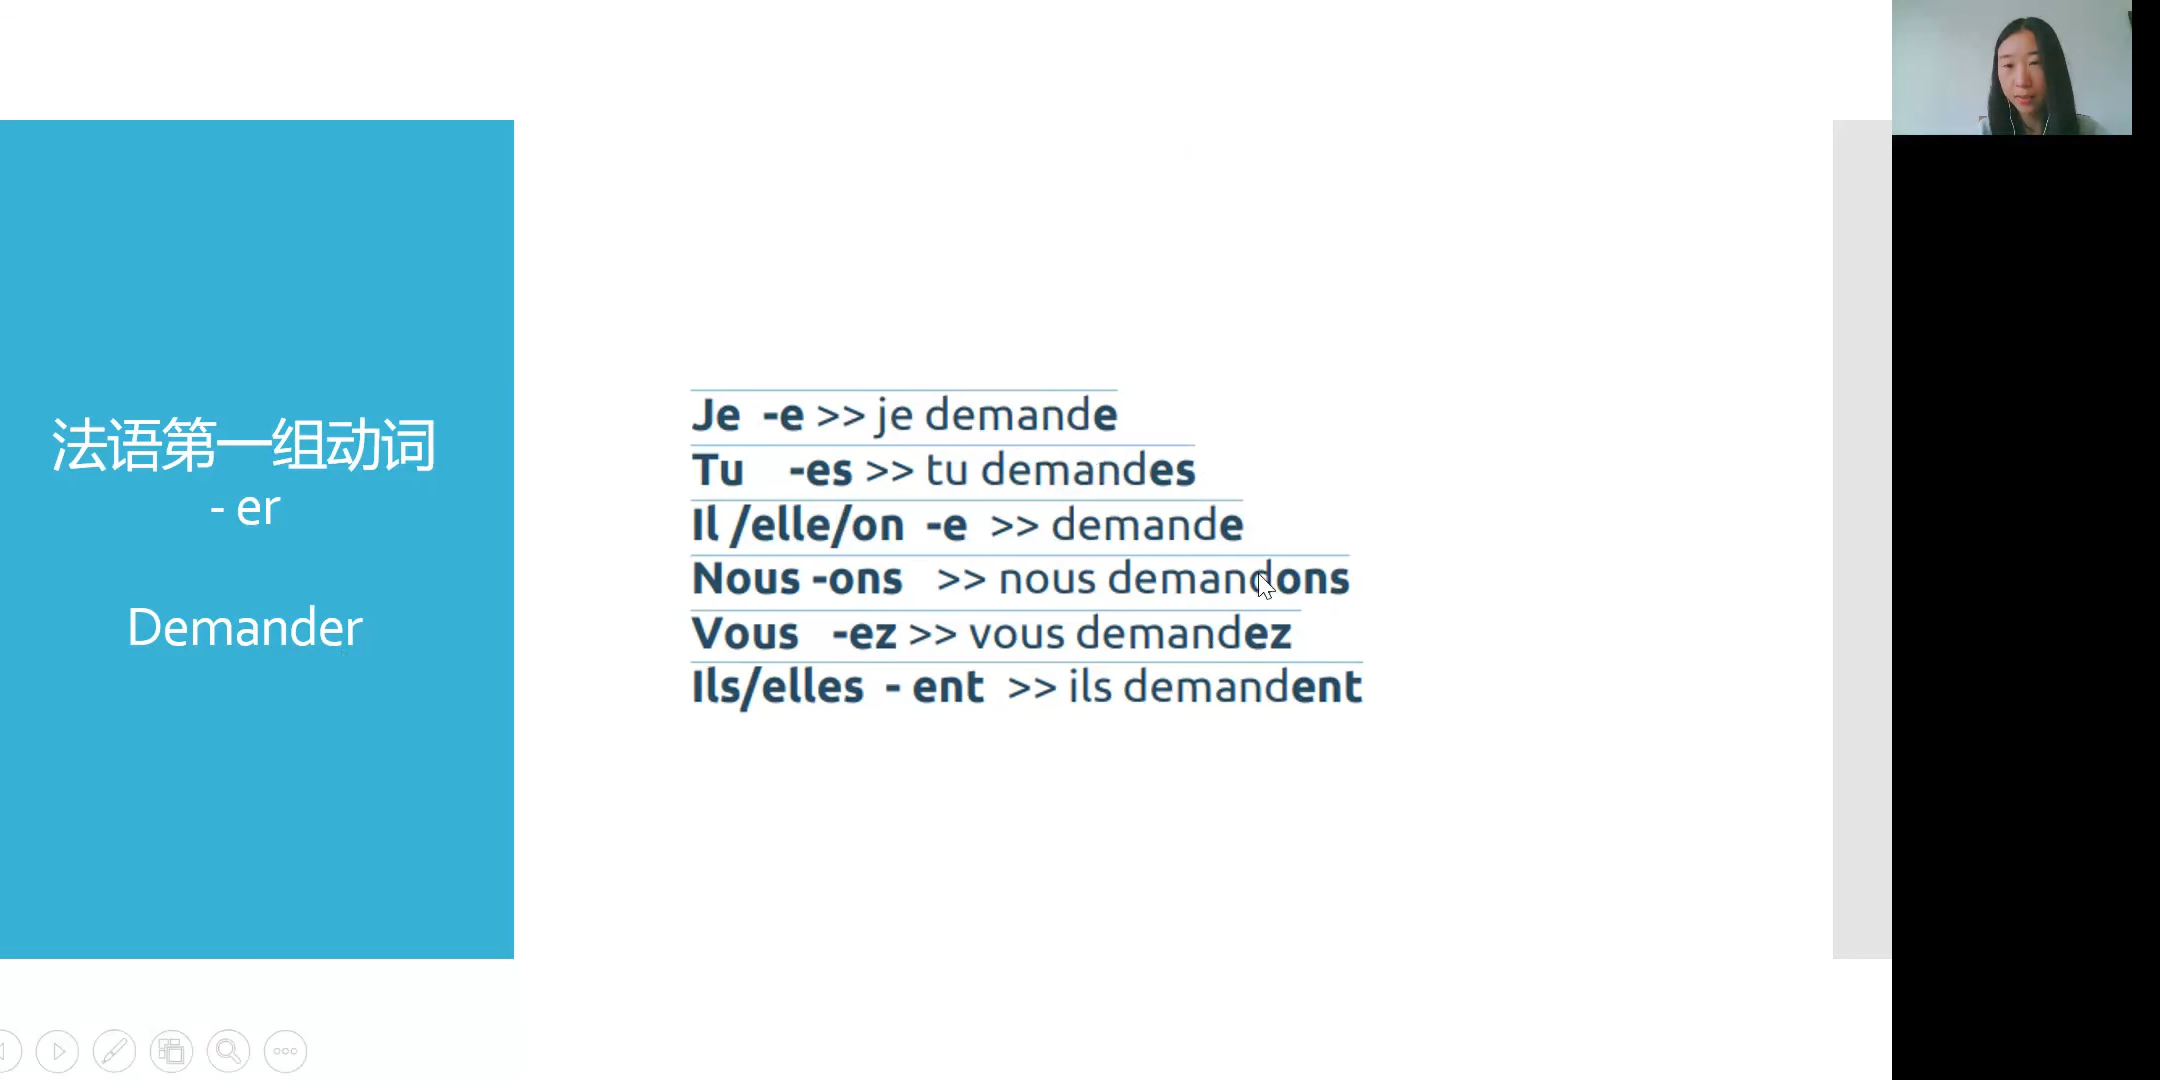 法语第一组动词
- er
Demander
Je -e >> je demande
Tu -es >> tu demandes
Il /elle/on -e >> demande
Nous -ons >> nous demandons
Vous -ez >> vous demandez
Ils/elles - ent >> ils demandent